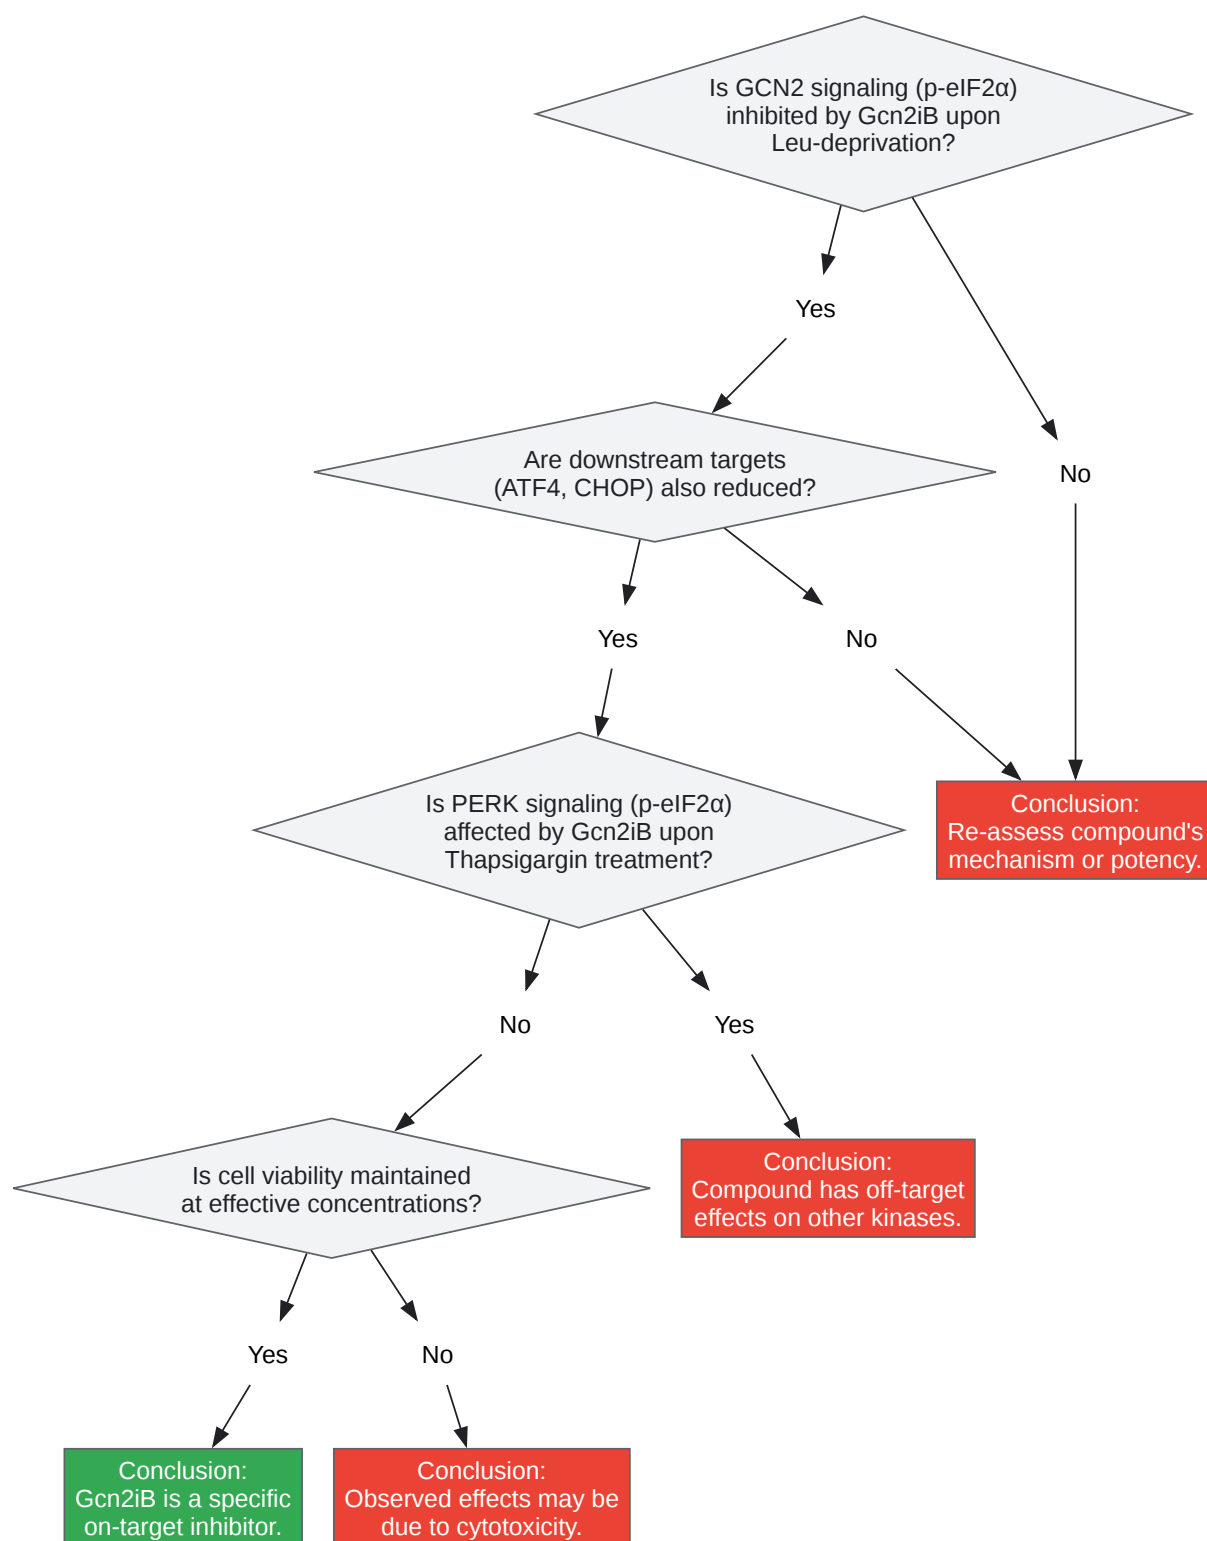 Is GCN2 signaling (p-eIF2α)
inhibited by Gcn2iB upon
Leu-deprivation?
Yes
No
Are downstream targets
(ATF4, CHOP) also reduced?
Yes
No
Is PERK signaling (p-eIF2α)
affected by Gcn2iB upon
Thapsigargin treatment?
Conclusion:
Re-assess compound's
mechanism or potency.
No
Yes
Is cell viability maintained
at effective concentrations?
Conclusion:
Compound has off-target
effects on other kinases.
Yes
No
Conclusion:
Gcn2iB is a specific
on-target inhibitor.
Conclusion:
Observed effects may be
due to cytotoxicity.